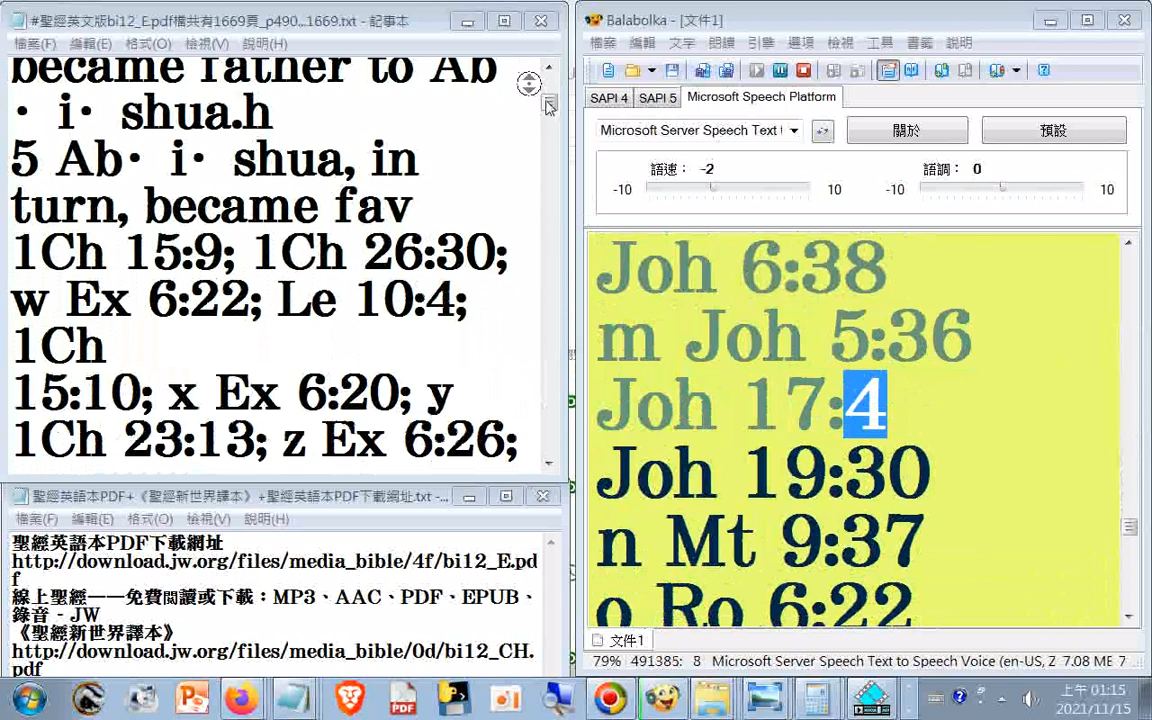 #聖經英文版bi12_E.pdf檔共有1669頁_p490...1669.txt - 記事本
檔案(F) 編輯(E) 格式(O) 檢視(V) 說明(H)
became father to Ab
· i· shua.h
5 Ab· i· shua, in
turn, became fav
1Ch 15:9; 1Ch 26:30;
w Ex 6:22; Le 10:4;
1Ch
15:10; x Ex 6:20; y
1Ch 23:13; z Ex 6:26;
聖經英語本PDF+《聖經新世界譯本》+聖經英語本PDF下載網址.txt -...
檔案(F) 編輯(E) 格式(O) 檢視(V) 說明(H)
聖經英語本PDF下載網址
http://download.jw.org/files/media_bible/4f/bi12_E.pd
f
線上聖經——免費閱讀或下載：MP3、AAC、PDF、EPUB、
錄音 - JW
《聖經新世界譯本》
http://download.jw.org/files/media_bible/0d/bi12_CH.
pdf
Balabolka - [文件1]
檔案 編輯 文字 朗讀 引擎 選項 檢視 工具 書籤 說明
SAPI 4 SAPI 5 Microsoft Speech Platform
Microsoft Server Speech Text 關於 預設
語速： -2 語調： 0
-10 10 -10 10
Joh 6:38
m Joh 5:36
Joh 17:4
Joh 19:30
n Mt 9:37
o Ro 6:22
文件1
79% 491385: 8 Microsoft Server Speech Text to Speech Voice (en-US, Z 7.08 ME 7
PDF
上午 01:15
2021/11/15